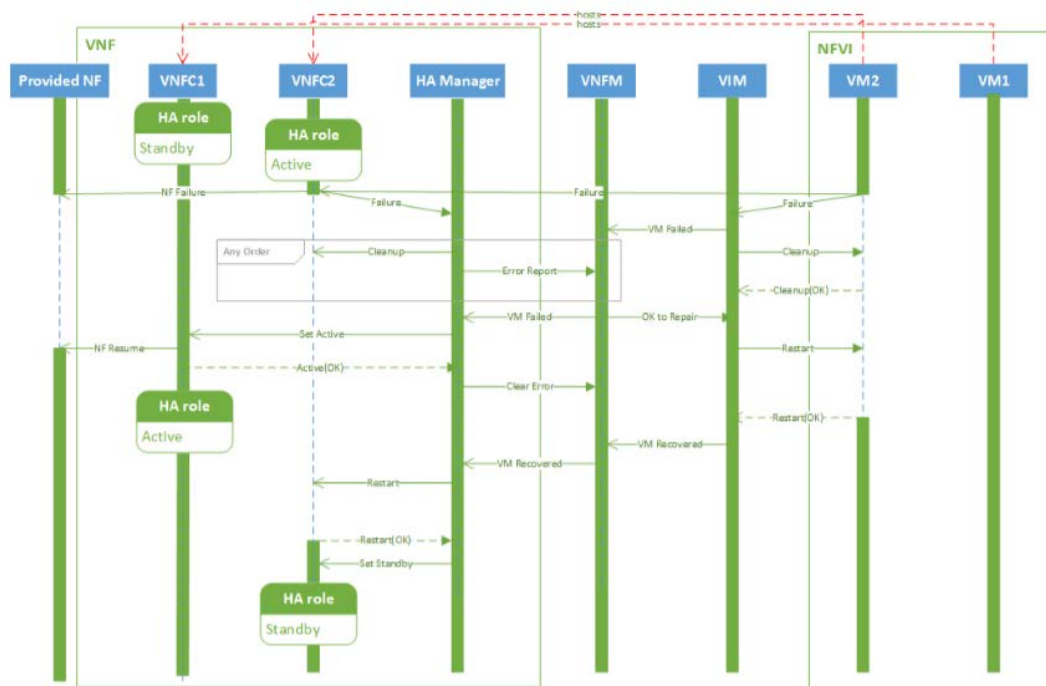 hosts
hosts
VNF
NFVI
Provided NF
VNFC1
VNFC2
HA Manager
VNFM
VIM
VM2
VM1
HA role
Standby
HA role
Active
NF Failure
Failure
Failure
Failure
VM Failed
Any Order
Cleanup
Cleanup
Error Report
Cleanup(OK)
VM Failed
OK to Repair
Set Active
NF Resume
Restart
Active(OK)
Clear Error
HA role
Active
Restart(OK)
VM Recovered
VM Recovered
Restart
Restart(OK)
Set Standby
HA role
Standby